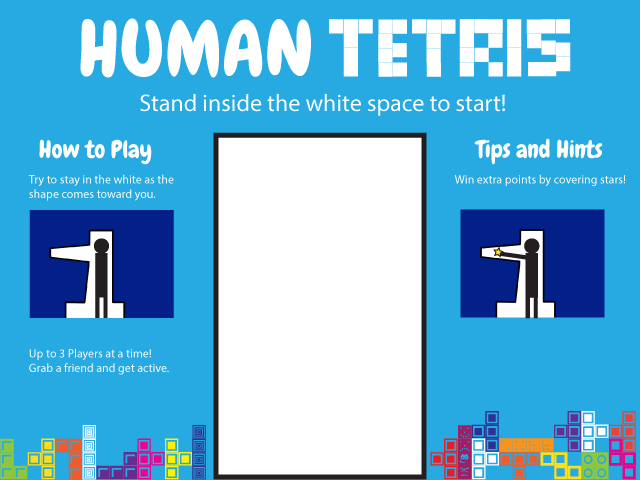 HUMAN TETRIS
Stand inside the white space to start!
How to Play
Try to stay in the white as the
shape comes toward you.
Up to 3 Players at a time!
Grab a friend and get active.
Tips and Hints
Win extra points by covering stars!